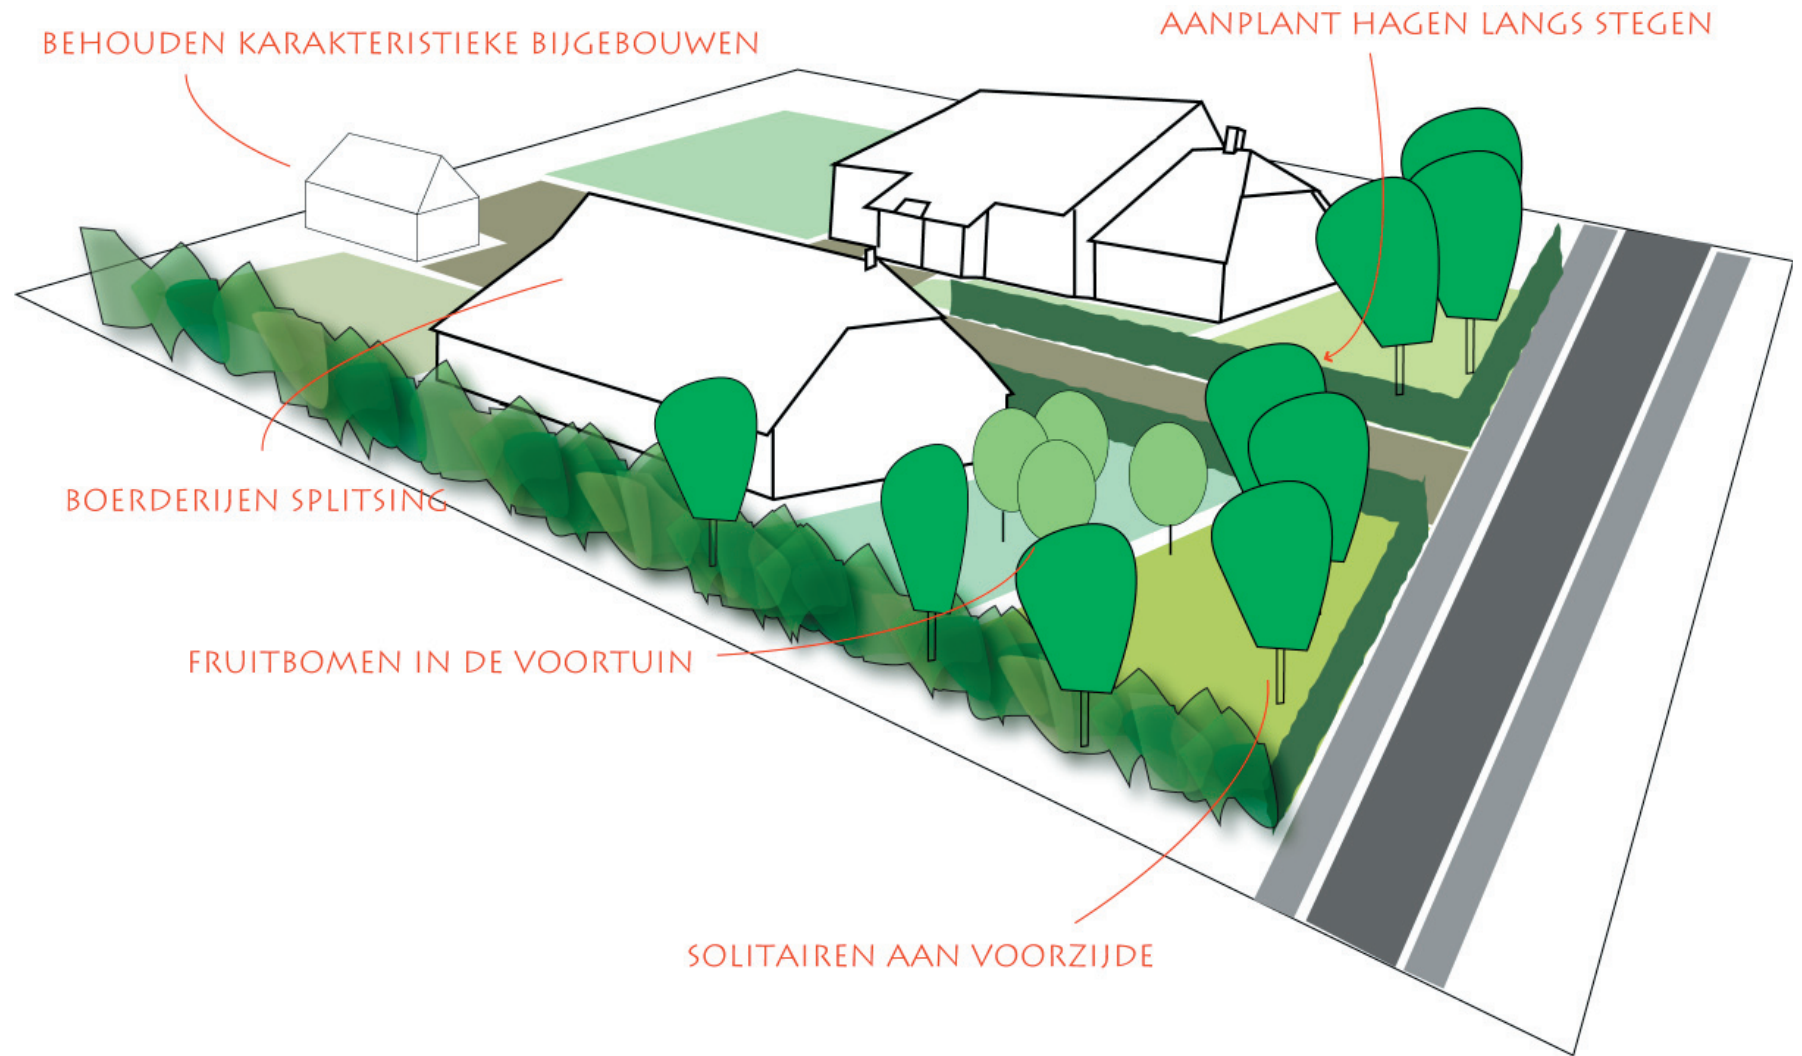 AANPLANT HAGEN LANGS STEGEN
BEHOUDEN KARAKTERISTIEKE BIJGEBOUWEN
BOERDERIJEN SPLITSING
FRUITBOMEN IN DE VOORTUIN
SOLITAIREN AAN VOORZIJDE